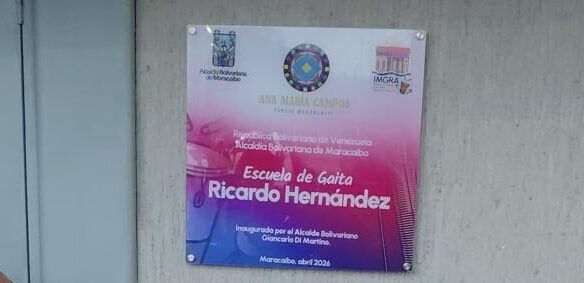 Alcaldía Bolivariana
de Maracaibo
ANA MARÍA CAMPOS
IMGRA
República Bolivariana de Venezuela
Alcaldía Bolivariana de Maracaibo
Escuela de Gaita
Ricardo Hernández
Inaugurada por el Alcalde Bolivariano
Giancarlo Di Martino.
Maracaibo, abril 2026